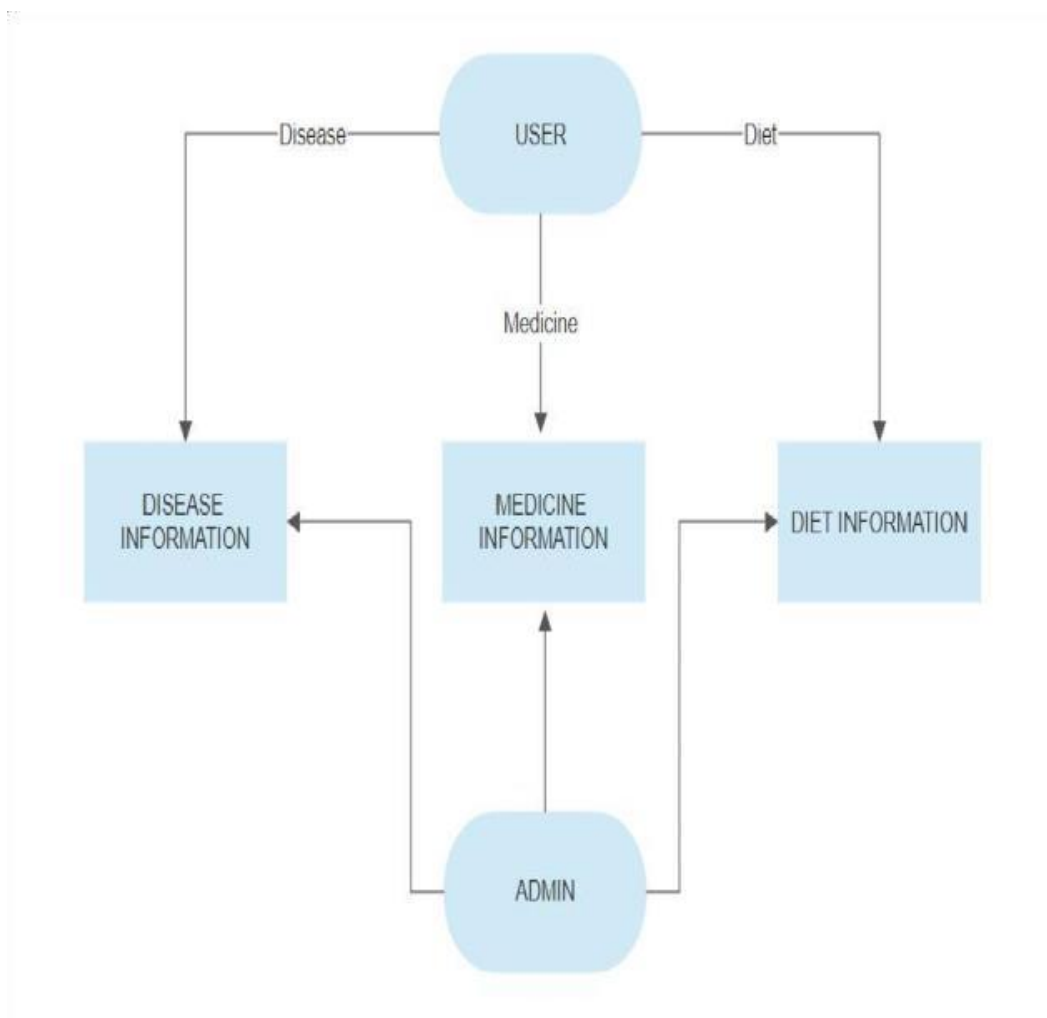 USER
Disease
Diet
Medicine
DISEASE
INFORMATION
MEDICINE
INFORMATION
DIET INFORMATION
ADMIN